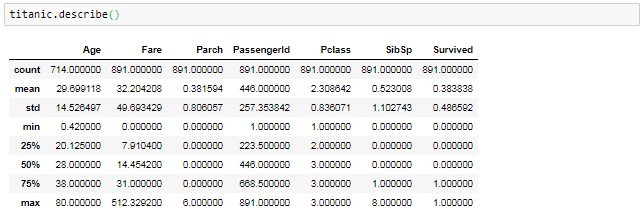 titanic.describe()
Age Fare Parch PassengerId Pclass SibSp Survived
count 714.000000 891.000000 891.000000 891.000000 891.000000 891.000000 891.000000
mean 29.699118 32.204208 0.381594 446.000000 2.308642 0.523008 0.383838
std 14.526497 49.693429 0.806057 257.353842 0.836071 1.102743 0.486592
min 0.420000 0.000000 0.000000 1.000000 1.000000 0.000000 0.000000
25% 20.125000 7.910400 0.000000 223.500000 2.000000 0.000000 0.000000
50% 28.000000 14.454200 0.000000 446.000000 3.000000 0.000000 0.000000
75% 38.000000 31.000000 0.000000 668.500000 3.000000 1.000000 1.000000
max 80.000000 512.329200 6.000000 891.000000 3.000000 8.000000 1.000000